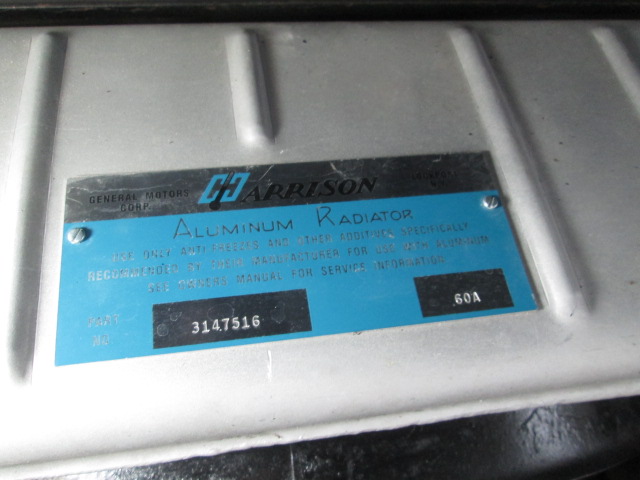 GENERAL MOTORS
CORP.
HARRISON
ALUMINUM RADIATOR
USE ONLY ANTI-FREEZES AND OTHER ADDITIVES SPECIFICALLY
RECOMMENDED BY THEIR MANUFACTURER FOR USE WITH ALUMINUM
SEE OWNERS MANUAL FOR SERVICE INFORMATION
PART
NO
3147516
60A